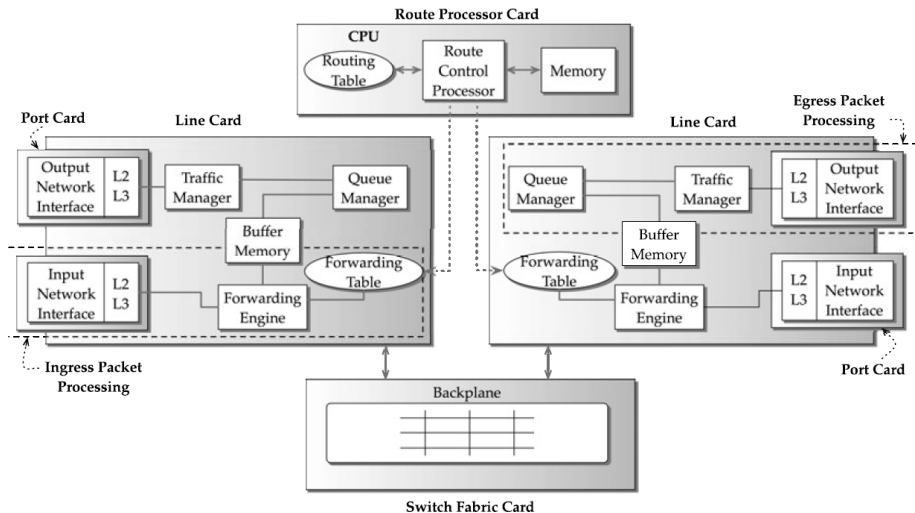 Route Processor Card
CPU
Routing
Table
Route
Control
Processor
Memory
Port Card
Line Card
Output
Network
Interface
L2
L3
Traffic
Manager
Queue
Manager
Buffer
Memory
Input
Network
Interface
L2
L3
Forwarding
Engine
Forwarding
Table
Ingress Packet
Processing
Line Card
Egress Packet
Processing
Queue
Manager
Traffic
Manager
L2
L3
Output
Network
Interface
Buffer
Memory
Forwarding
Table
Forwarding
Engine
L2
L3
Input
Network
Interface
Port Card
Backplane
Switch Fabric Card